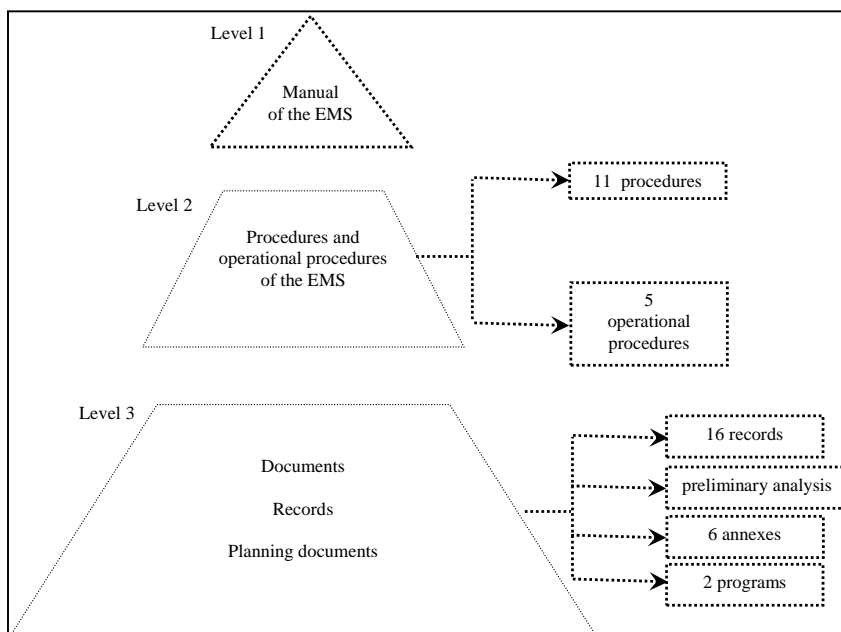 Level 1
Manual
of the EMS
Level 2
Procedures and
operational procedures
of the EMS
11 procedures
5
operational
procedures
Level 3
Documents
Records
Planning documents
16 records
preliminary analysis
6 annexes
2 programs